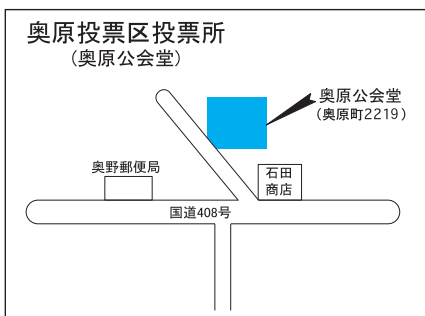 奥原投票区投票所
(奥原公会堂)
奥原公会堂
(奥原町2219)
奥野郵便局
石田
商店
国道408号